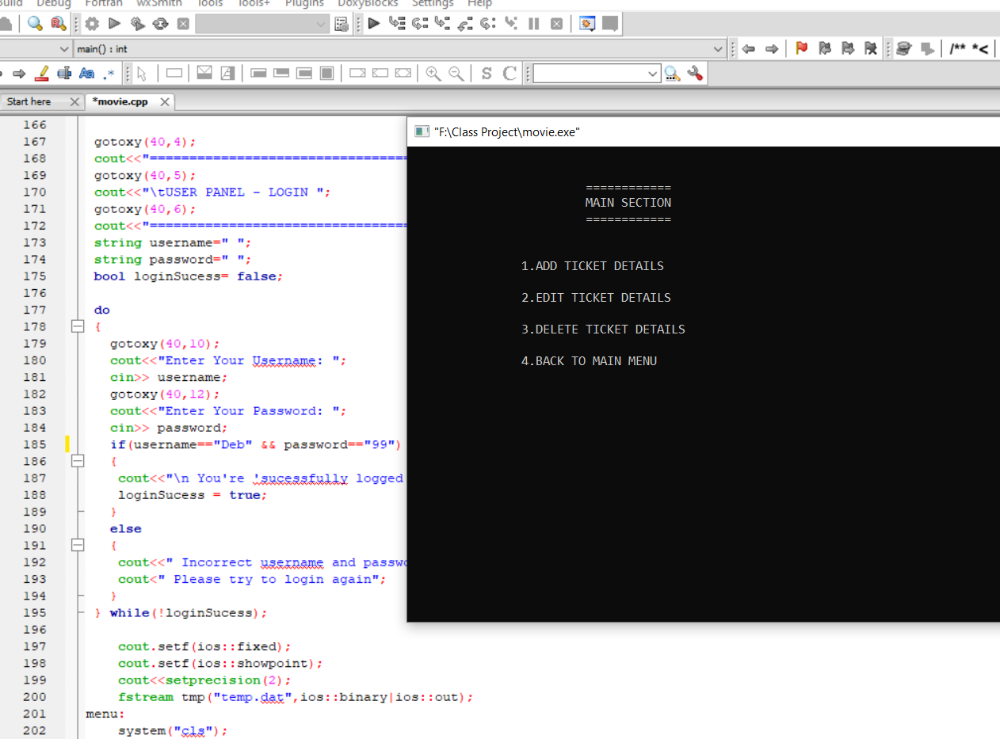 Build Debug Fortran wxSmith Tools Tools+ Plugins DoxyBlocks Settings Help
main() : int
/** *<
Aa .*
S C
Start here
*movie.cpp
166
167 gotoxy(40,4);
168 cout<<"=================================
169 gotoxy(40,5);
170 cout<<"\tUSER PANEL - LOGIN ";
171 gotoxy(40,6);
172 cout<<"=================================
173 string username=" ";
174 string password=" ";
175 bool loginSucess= false;
176
177 do
178 {
179 gotoxy(40,10);
180 cout<<"Enter Your Username: ";
181 cin>> username;
182 gotoxy(40,12);
183 cout<<"Enter Your Password: ";
184 cin>> password;
185 if(username=="Deb" && password=="99")
186 {
187 cout<<"\n You're 'sucessfully logged
188 loginSucess = true;
189 }
190 else
191 {
192 cout<<" Incorrect username and passwo
193 cout<" Please try to login again";
194 }
195 } while(!loginSucess);
196
197 cout.setf(ios::fixed);
198 cout.setf(ios::showpoint);
199 cout<<setprecision(2);
200 fstream tmp("temp.dat",ios::binary|ios::out);
201 menu:
202 system("cls");
"F:\Class Project\movie.exe"
============
MAIN SECTION
============
1.ADD TICKET DETAILS
2.EDIT TICKET DETAILS
3.DELETE TICKET DETAILS
4.BACK TO MAIN MENU